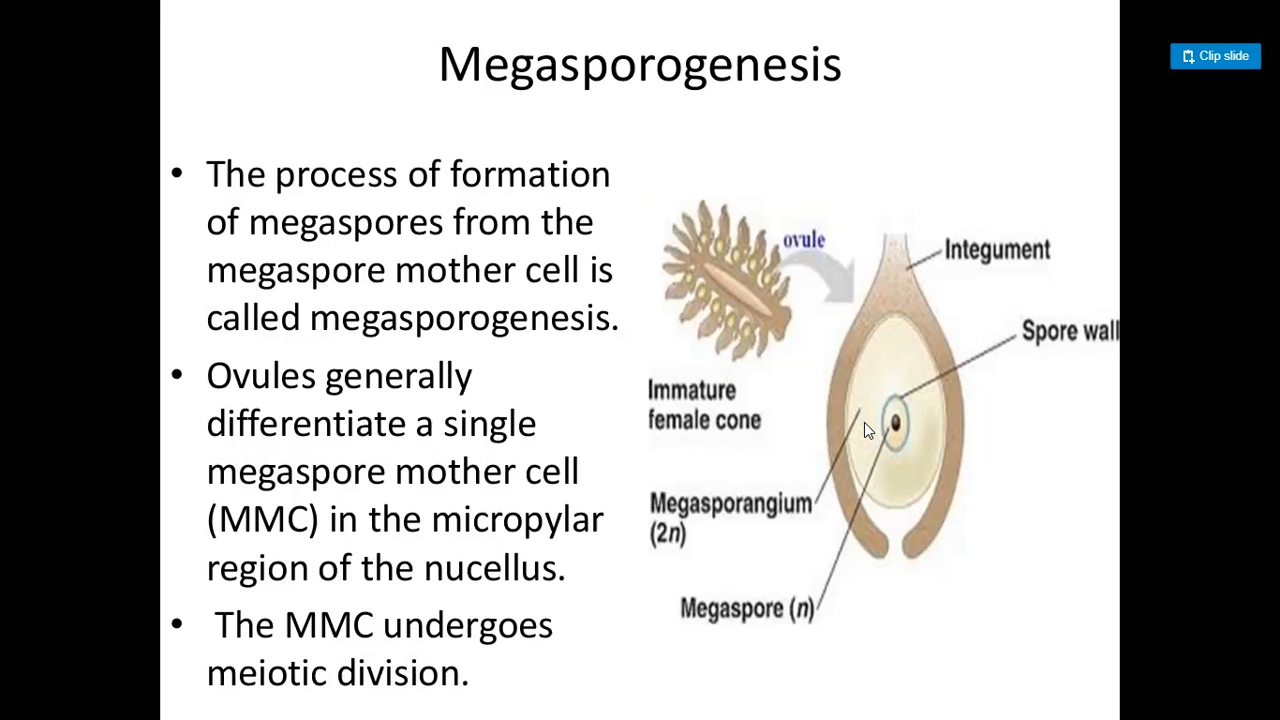 Megasporogenesis
Clip slide
• The process of formation
of megaspores from the
megaspore mother cell is
called megasporogenesis.
• Ovules generally
differentiate a single
megaspore mother cell
(MMC) in the micropylar
region of the nucellus.
• The MMC undergoes
meiotic division.
ovule
Integument
Spore wall
Immature
female cone
Megasporangium
(2n)
Megaspore (n)